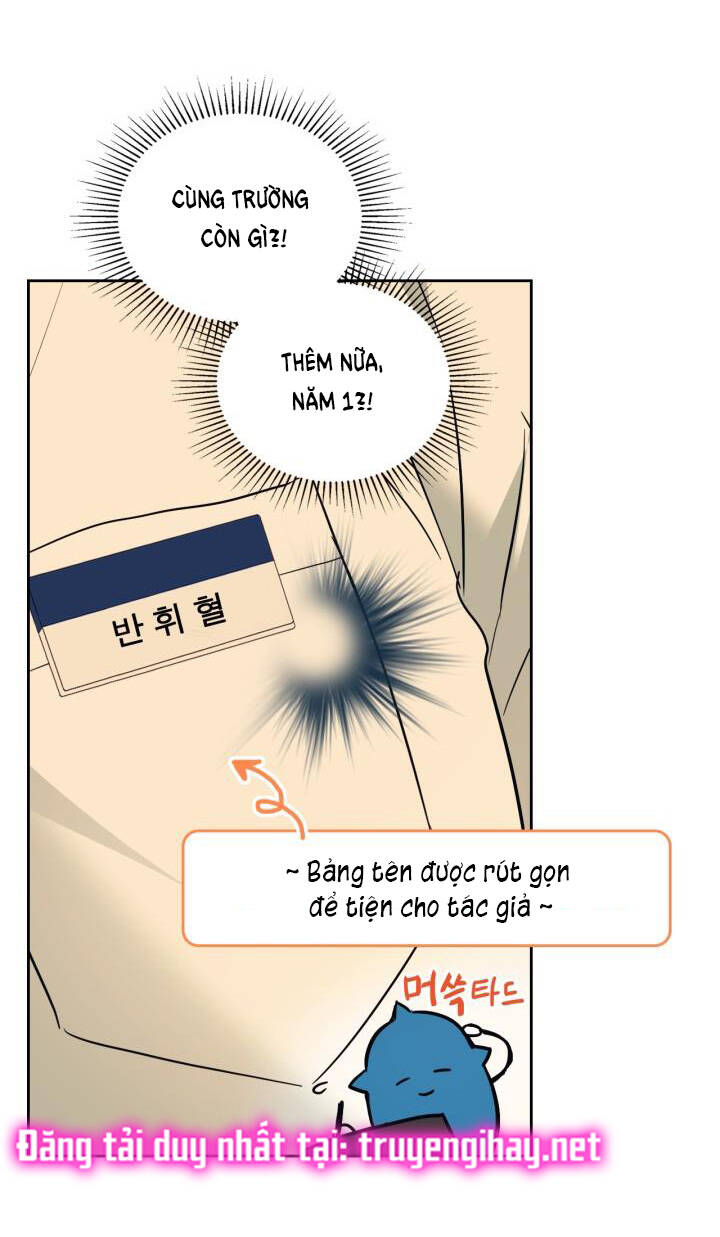 CÙNG TRƯỜNG
CÒN GÌ?!
THÊM NỮA,
NĂM 1?!
반휘혈
~ Bảng tên được rút gọn
để tiện cho tác giả ~
머쓱타드
Đăng tải duy nhất tại: truyengihay.net